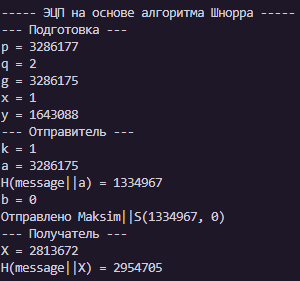 ----- ЭЦП на основе алгоритма Шнорра -----
--- Подготовка ---
p = 3286177
q = 2
g = 3286175
x = 1
y = 1643088
--- Отправитель ---
k = 1
a = 3286175
H(message||a) = 1334967
b = 0
Отправлено Maksim||S(1334967, 0)
--- Получатель ---
X = 2813672
H(message||X) = 2954705